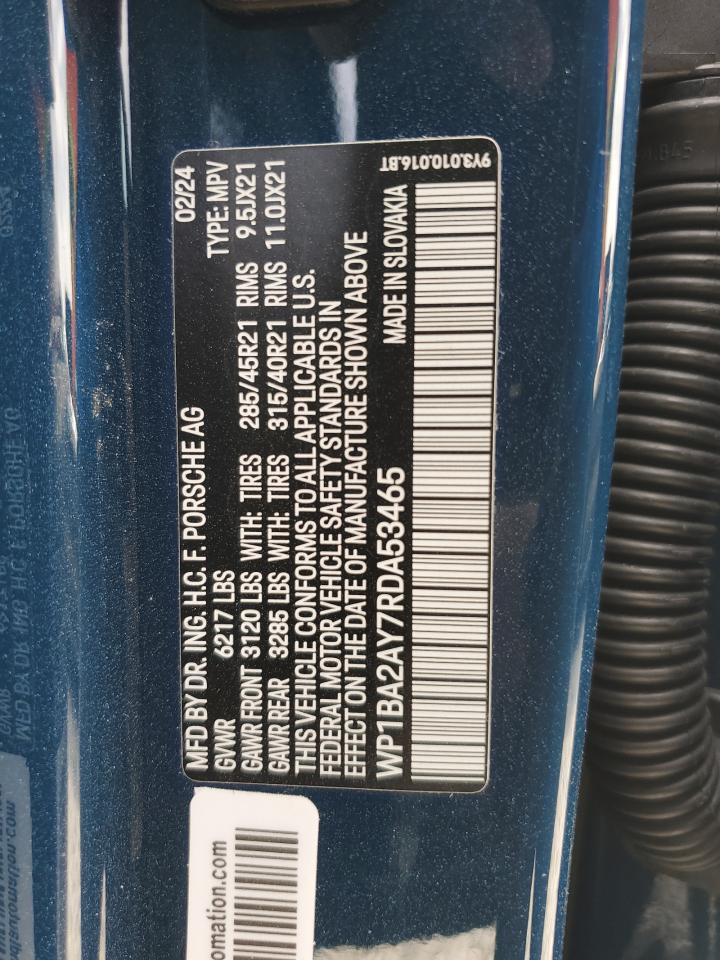 MFD BY DR. ING. H.C. F. PORSCHE AG 02/24
GVWR 6217 LBS TYPE: MPV
GAWR FRONT 3120 LBS WITH: TIRES 285/45R21 RIMS 9.5JX21
GAWR REAR 3285 LBS WITH: TIRES 315/40R21 RIMS 11.0JX21
THIS VEHICLE CONFORMS TO ALL APPLICABLE U.S.
FEDERAL MOTOR VEHICLE SAFETY STANDARDS IN
EFFECT ON THE DATE OF MANUFACTURE SHOWN ABOVE
WP1BA2AY7RDA53465 MADE IN SLOVAKIA
9Y3.010.016.BT
omation.com